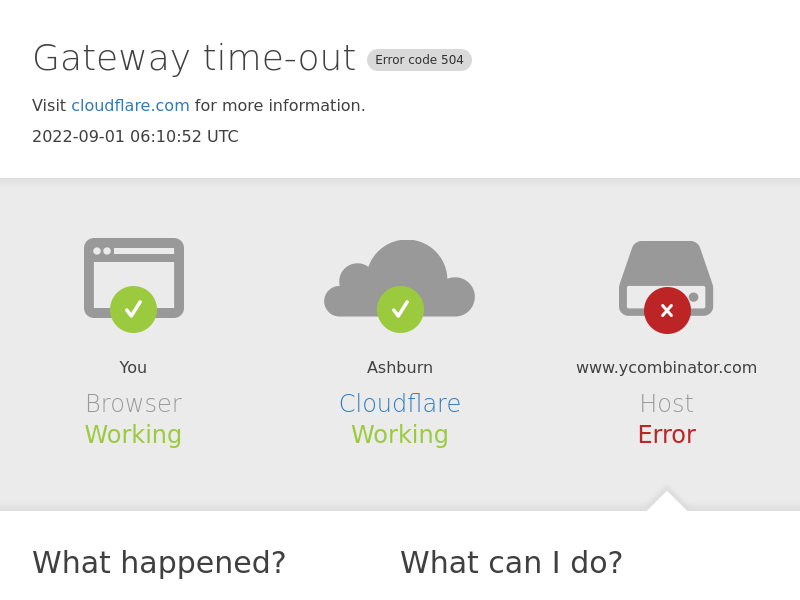 Gateway time-out Error code 504
Visit cloudflare.com for more information.
2022-09-01 06:10:52 UTC
You
Browser
Working
Ashburn
Cloudflare
Working
www.ycombinator.com
Host
Error
What happened?
What can I do?